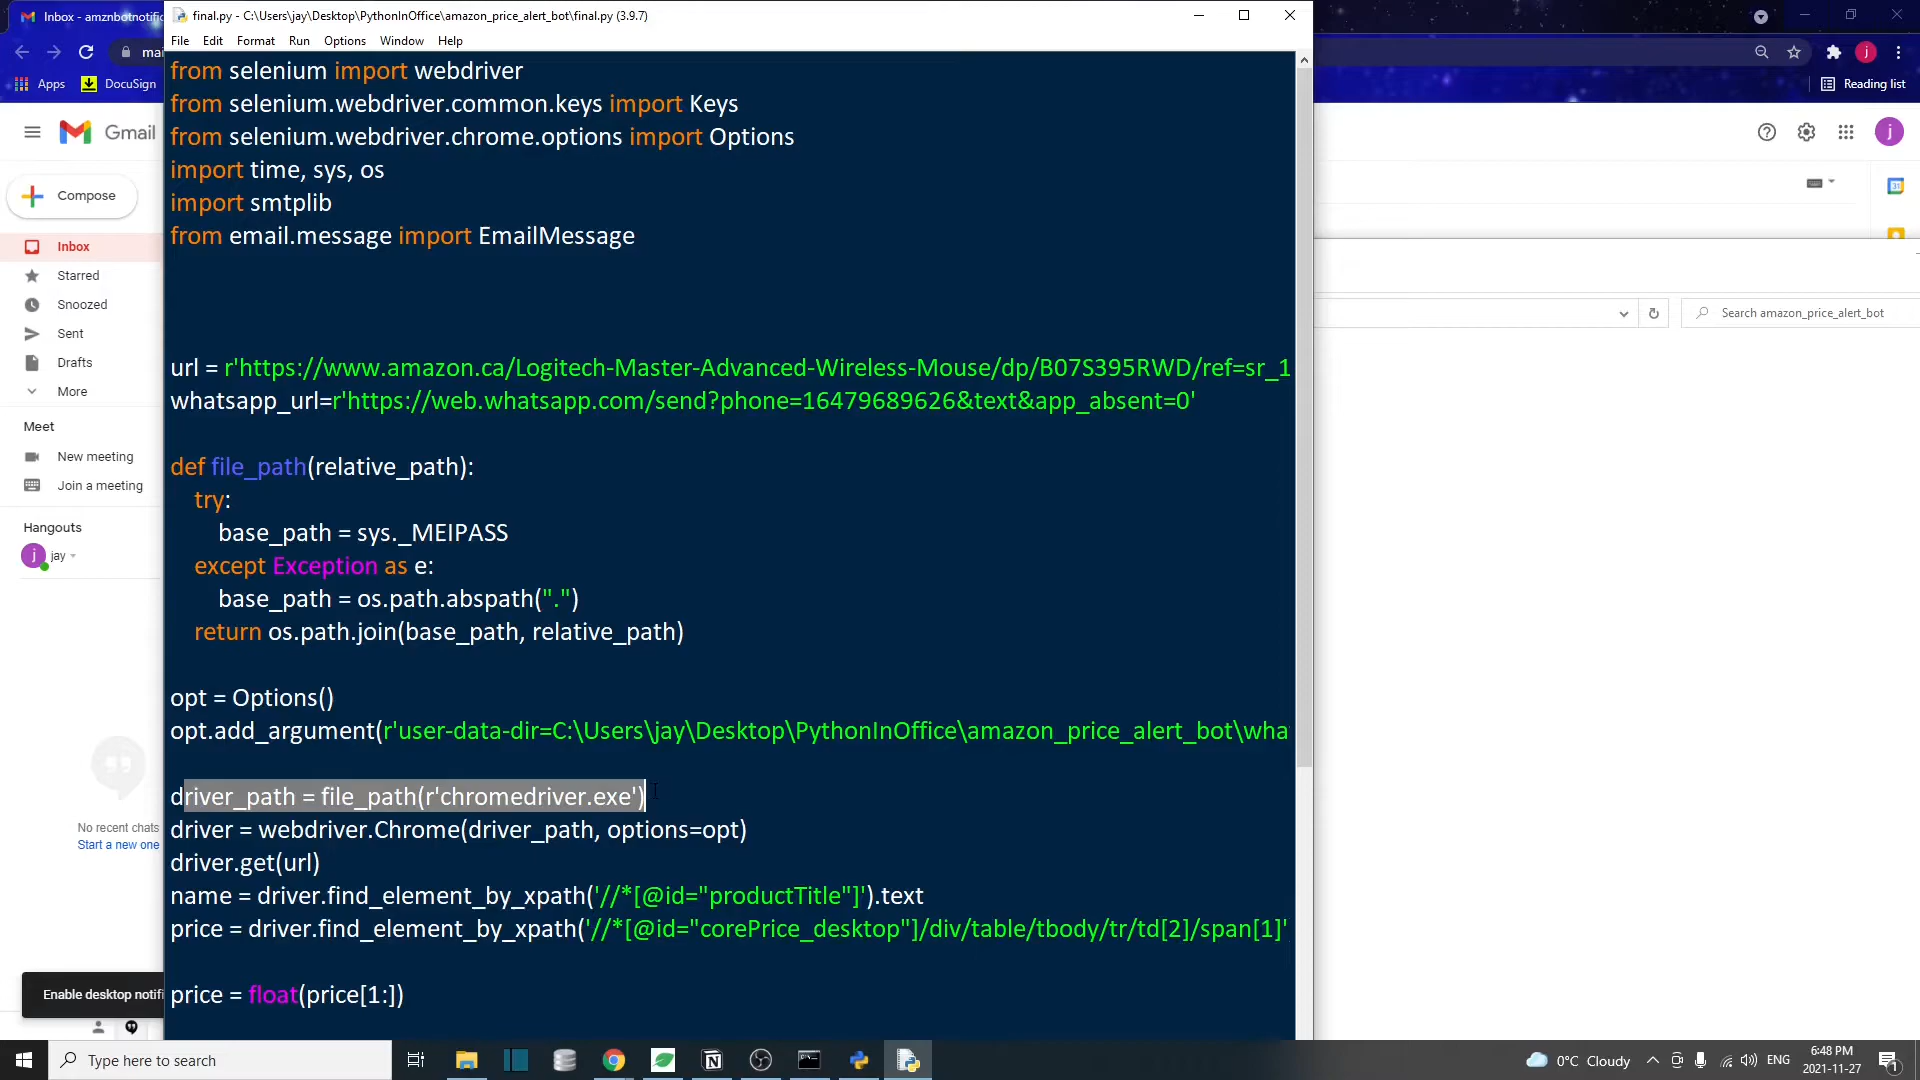 Inbox - amznbotnotific
final.py - C:\Users\jay\Desktop\PythonInOffice\amazon_price_alert_bot\final.py (3.9.7)
File Edit Format Run Options Window Help
mai
Apps
DocuSign
Reading list
Gmail
Compose
Inbox
Starred
Snoozed
Sent
Drafts
More
Meet
New meeting
Join a meeting
Hangouts
jay
No recent chats
Start a new one
Enable desktop notifi
from selenium import webdriver
from selenium.webdriver.common.keys import Keys
from selenium.webdriver.chrome.options import Options
import time, sys, os
import smtplib
from email.message import EmailMessage
url = r'https://www.amazon.ca/Logitech-Master-Advanced-Wireless-Mouse/dp/B07S395RWD/ref=sr_1
whatsapp_url=r'https://web.whatsapp.com/send?phone=16479689626&text&app_absent=0'
def file_path(relative_path):
try:
base_path = sys._MEIPASS
except Exception as e:
base_path = os.path.abspath(".")
return os.path.join(base_path, relative_path)
opt = Options()
opt.add_argument(r'user-data-dir=C:\Users\jay\Desktop\PythonInOffice\amazon_price_alert_bot\wha
driver_path = file_path(r'chromedriver.exe')
driver = webdriver.Chrome(driver_path, options=opt)
driver.get(url)
name = driver.find_element_by_xpath('//*[@id="productTitle"]').text
price = driver.find_element_by_xpath('//*[@id="corePrice_desktop"]/div/table/tbody/tr/td[2]/span[1]'
price = float(price[1:])
j
j
31
Search amazon_price_alert_bot
Type here to search
0°C Cloudy
ENG
6:48 PM
2021-11-27
1